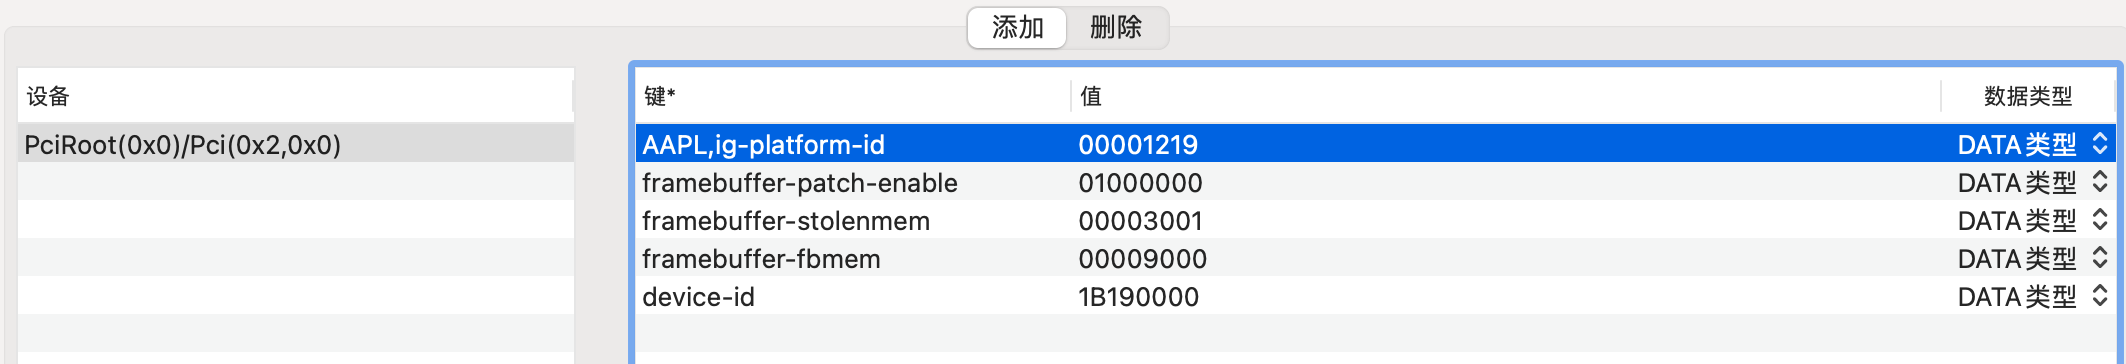 添加 删除
设备
PciRoot(0x0)/Pci(0x2,0x0)
键* 值 数据类型
AAPL,ig-platform-id 00001219 DATA 类型
framebuffer-patch-enable 01000000 DATA 类型
framebuffer-stolenmem 00003001 DATA 类型
framebuffer-fbmem 00009000 DATA 类型
device-id 1B190000 DATA 类型